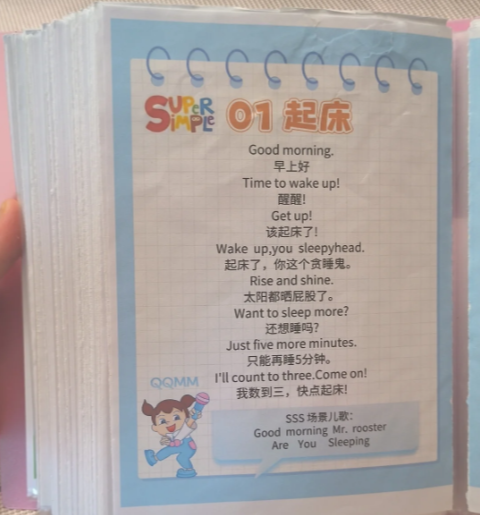 SUPER
SIMPLE
01 起床
Good morning.
早上好
Time to wake up!
醒醒!
Get up!
该起床了!
Wake up,you sleepyhead.
起床了，你这个贪睡鬼。
Rise and shine.
太阳都晒屁股了。
Want to sleep more?
还想睡吗?
Just five more minutes.
只能再睡5分钟。
I'll count to three.Come on!
我数到三，快点起床!
QQMM
SSS 场景儿歌:
Good morning Mr. rooster
Are You Sleeping